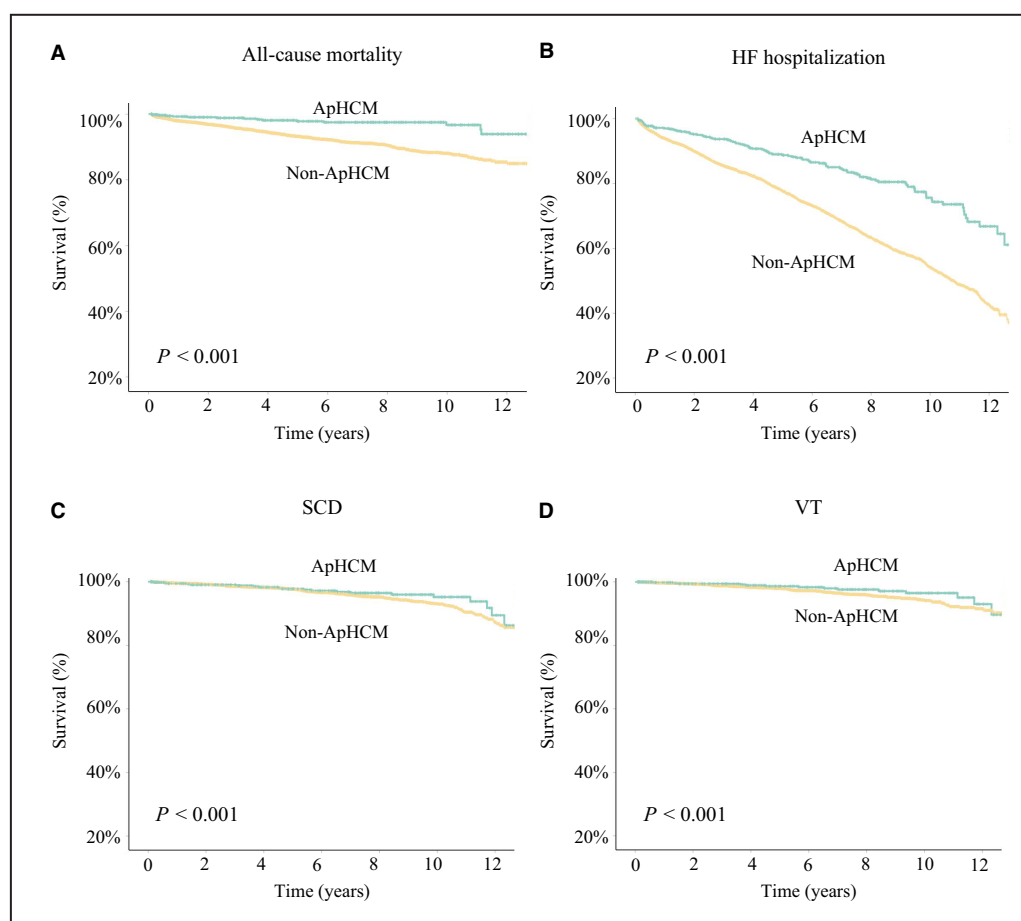 A
All-cause mortality
100%
80%
60%
40%
20%
Survival (%)
ApHCM
Non-ApHCM
P < 0.001
0 2 4 6 8 10 12
Time (years)
B
HF hospitalization
100%
80%
60%
40%
20%
Survival (%)
ApHCM
Non-ApHCM
P < 0.001
0 2 4 6 8 10 12
Time (years)
C
SCD
100%
80%
60%
40%
20%
Survival (%)
ApHCM
Non-ApHCM
P < 0.001
0 2 4 6 8 10 12
Time (years)
D
VT
100%
80%
60%
40%
20%
Survival (%)
ApHCM
Non-ApHCM
P < 0.001
0 2 4 6 8 10 12
Time (years)